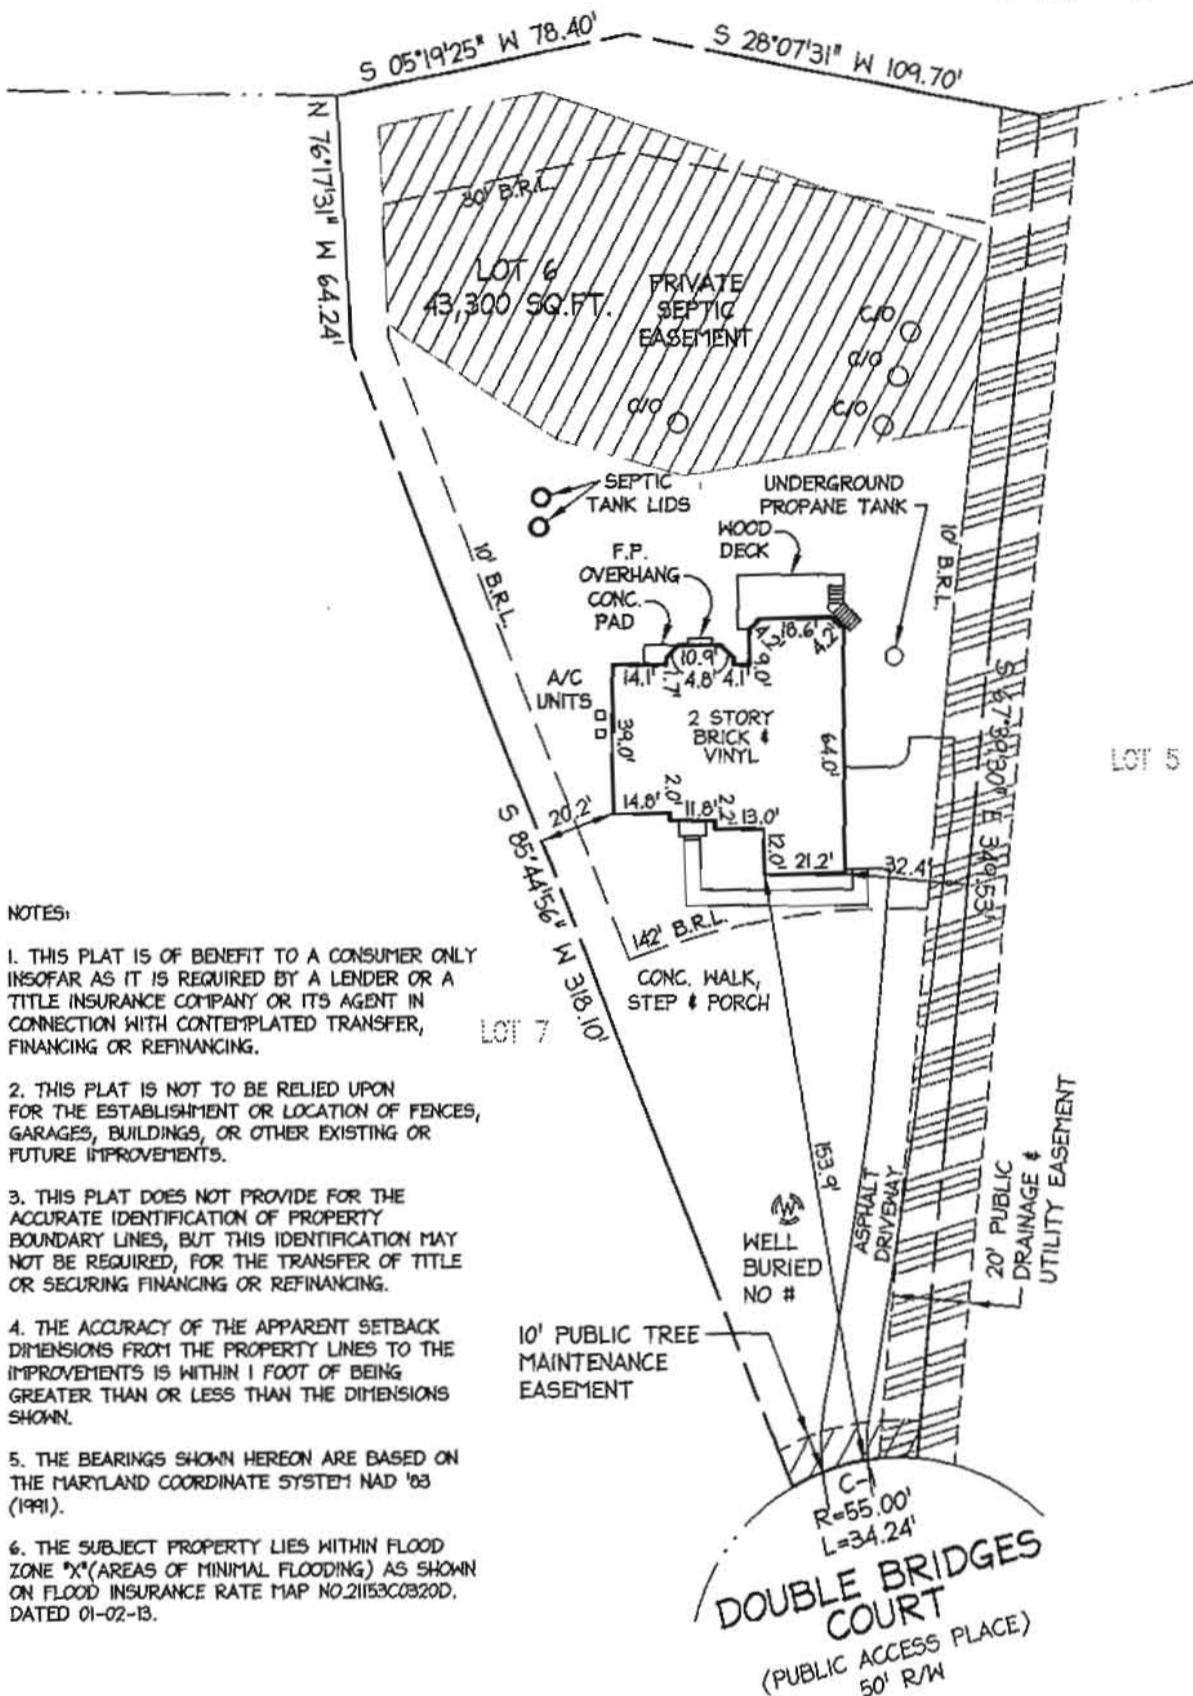 S 05°19'25" W 78.40'
S 28°07'31" W 109.70'
N 76°17'31" W 64.24'
30' B.R.L.
LOT 6
43,300 SQ.FT.
PRIVATE
SEPTIC
EASEMENT
C/O
C/O
C/O
C/O
SEPTIC
TANK LIDS
UNDERGROUND
PROPANE TANK
WOOD
DECK
F.P.
OVERHANG
CONC.
PAD
10' B.R.L.
10' B.R.L.
A/C
UNITS
4.2'
18.6'
4.2'
10.9'
14.1'
1.7'
4.8'
4.1'
9.0'
39.0'
2 STORY
BRICK &
VINYL
64.0'
S 67°39'30" E 349.53'
LOT 5
14.8'
2.0'
11.8'
2.2'
13.0'
12.0'
21.2'
20.2'
32.4'
S 85°44'56" W 318.10'
142' B.R.L.
CONC. WALK,
STEP & PORCH
LOT 7
NOTES:
1. THIS PLAT IS OF BENEFIT TO A CONSUMER ONLY
INSOFAR AS IT IS REQUIRED BY A LENDER OR A
TITLE INSURANCE COMPANY OR ITS AGENT IN
CONNECTION WITH CONTEMPLATED TRANSFER,
FINANCING OR REFINANCING.
2. THIS PLAT IS NOT TO BE RELIED UPON
FOR THE ESTABLISHMENT OR LOCATION OF FENCES,
GARAGES, BUILDINGS, OR OTHER EXISTING OR
FUTURE IMPROVEMENTS.
3. THIS PLAT DOES NOT PROVIDE FOR THE
ACCURATE IDENTIFICATION OF PROPERTY
BOUNDARY LINES, BUT THIS IDENTIFICATION MAY
NOT BE REQUIRED, FOR THE TRANSFER OF TITLE
OR SECURING FINANCING OR REFINANCING.
4. THE ACCURACY OF THE APPARENT SETBACK
DIMENSIONS FROM THE PROPERTY LINES TO THE
IMPROVEMENTS IS WITHIN 1 FOOT OF BEING
GREATER THAN OR LESS THAN THE DIMENSIONS
SHOWN.
5. THE BEARINGS SHOWN HEREON ARE BASED ON
THE MARYLAND COORDINATE SYSTEM NAD '83
(1991).
6. THE SUBJECT PROPERTY LIES WITHIN FLOOD
ZONE "X"(AREAS OF MINIMAL FLOODING) AS SHOWN
ON FLOOD INSURANCE RATE MAP NO.21153C0320D.
DATED 01-02-13.
153.9'
W
WELL
BURIED
NO #
ASPHALT
DRIVEWAY
20' PUBLIC
DRAINAGE &
UTILITY EASEMENT
10' PUBLIC TREE
MAINTENANCE
EASEMENT
C-1
R=55.00'
L=34.24'
DOUBLE BRIDGES
COURT
(PUBLIC ACCESS PLACE)
50' R/W